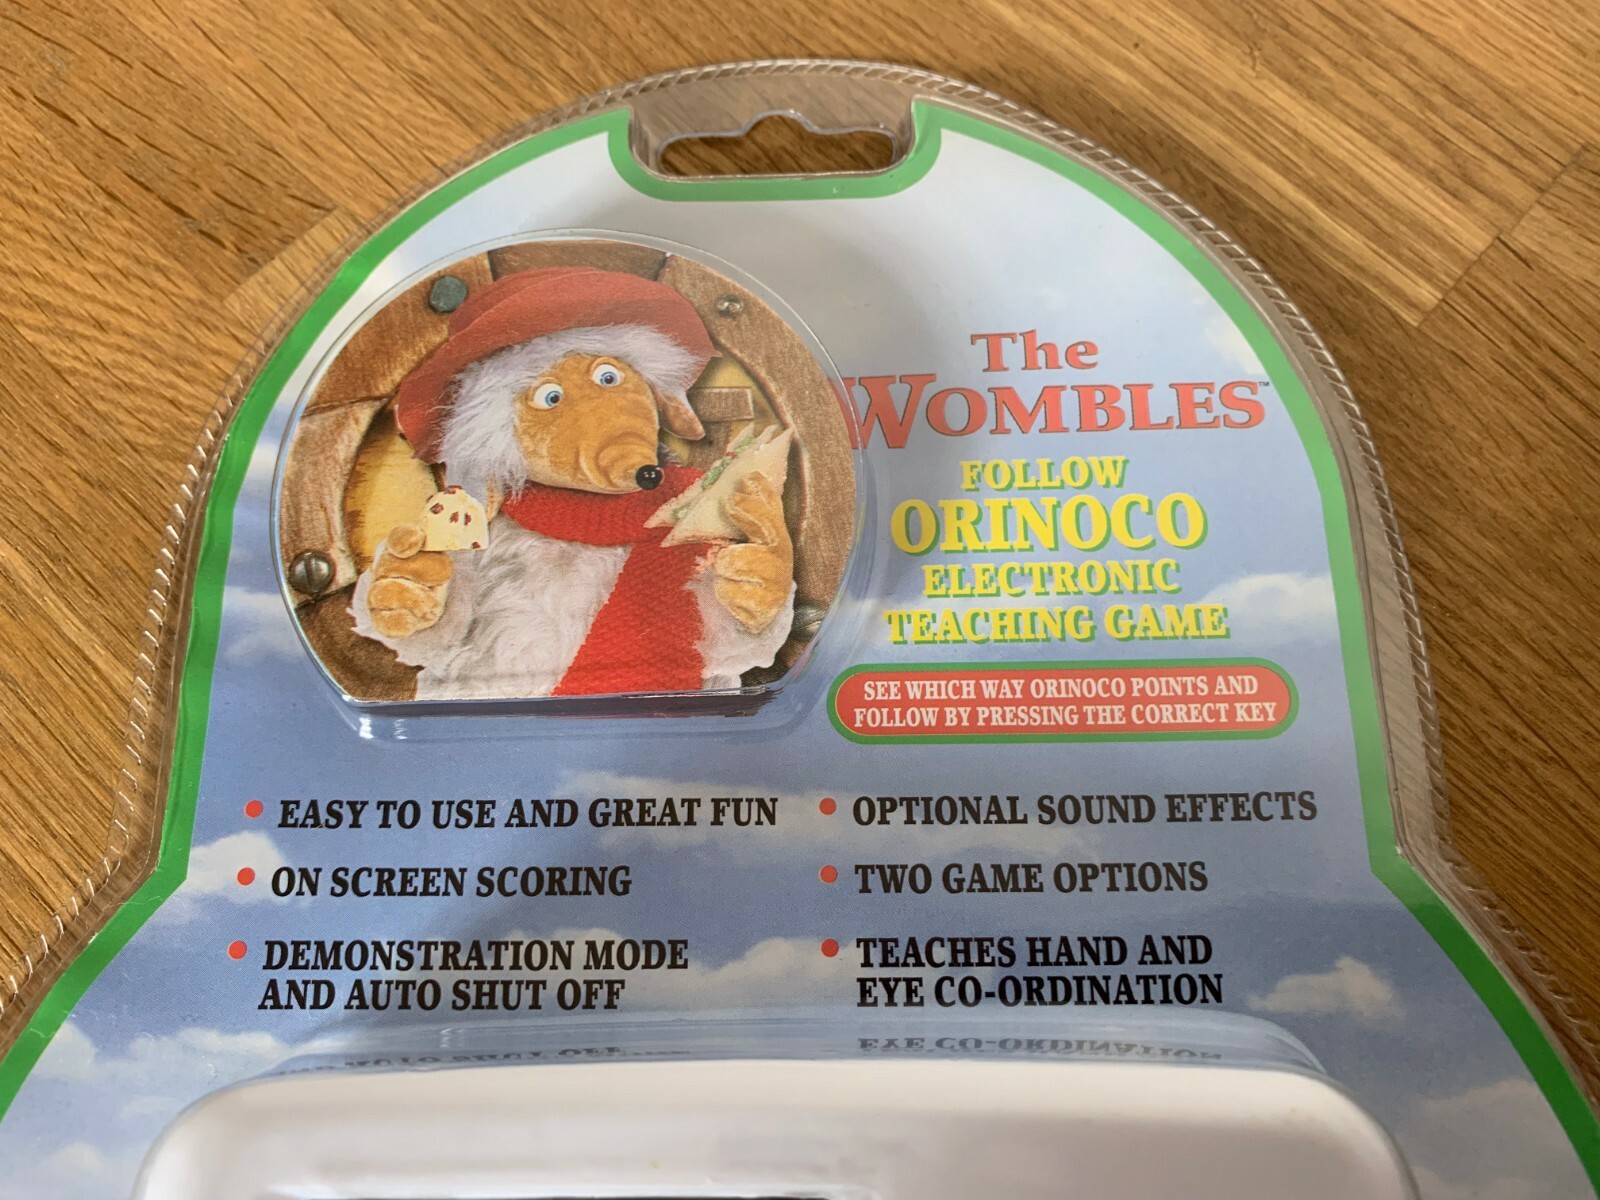 The
WOMBLES™
FOLLOW
ORINOCO
ELECTRONIC
TEACHING GAME
SEE WHICH WAY ORINOCO POINTS AND
FOLLOW BY PRESSING THE CORRECT KEY
• EASY TO USE AND GREAT FUN
• ON SCREEN SCORING
• DEMONSTRATION MODE
AND AUTO SHUT OFF
• OPTIONAL SOUND EFFECTS
• TWO GAME OPTIONS
• TEACHES HAND AND
EYE CO-ORDINATION